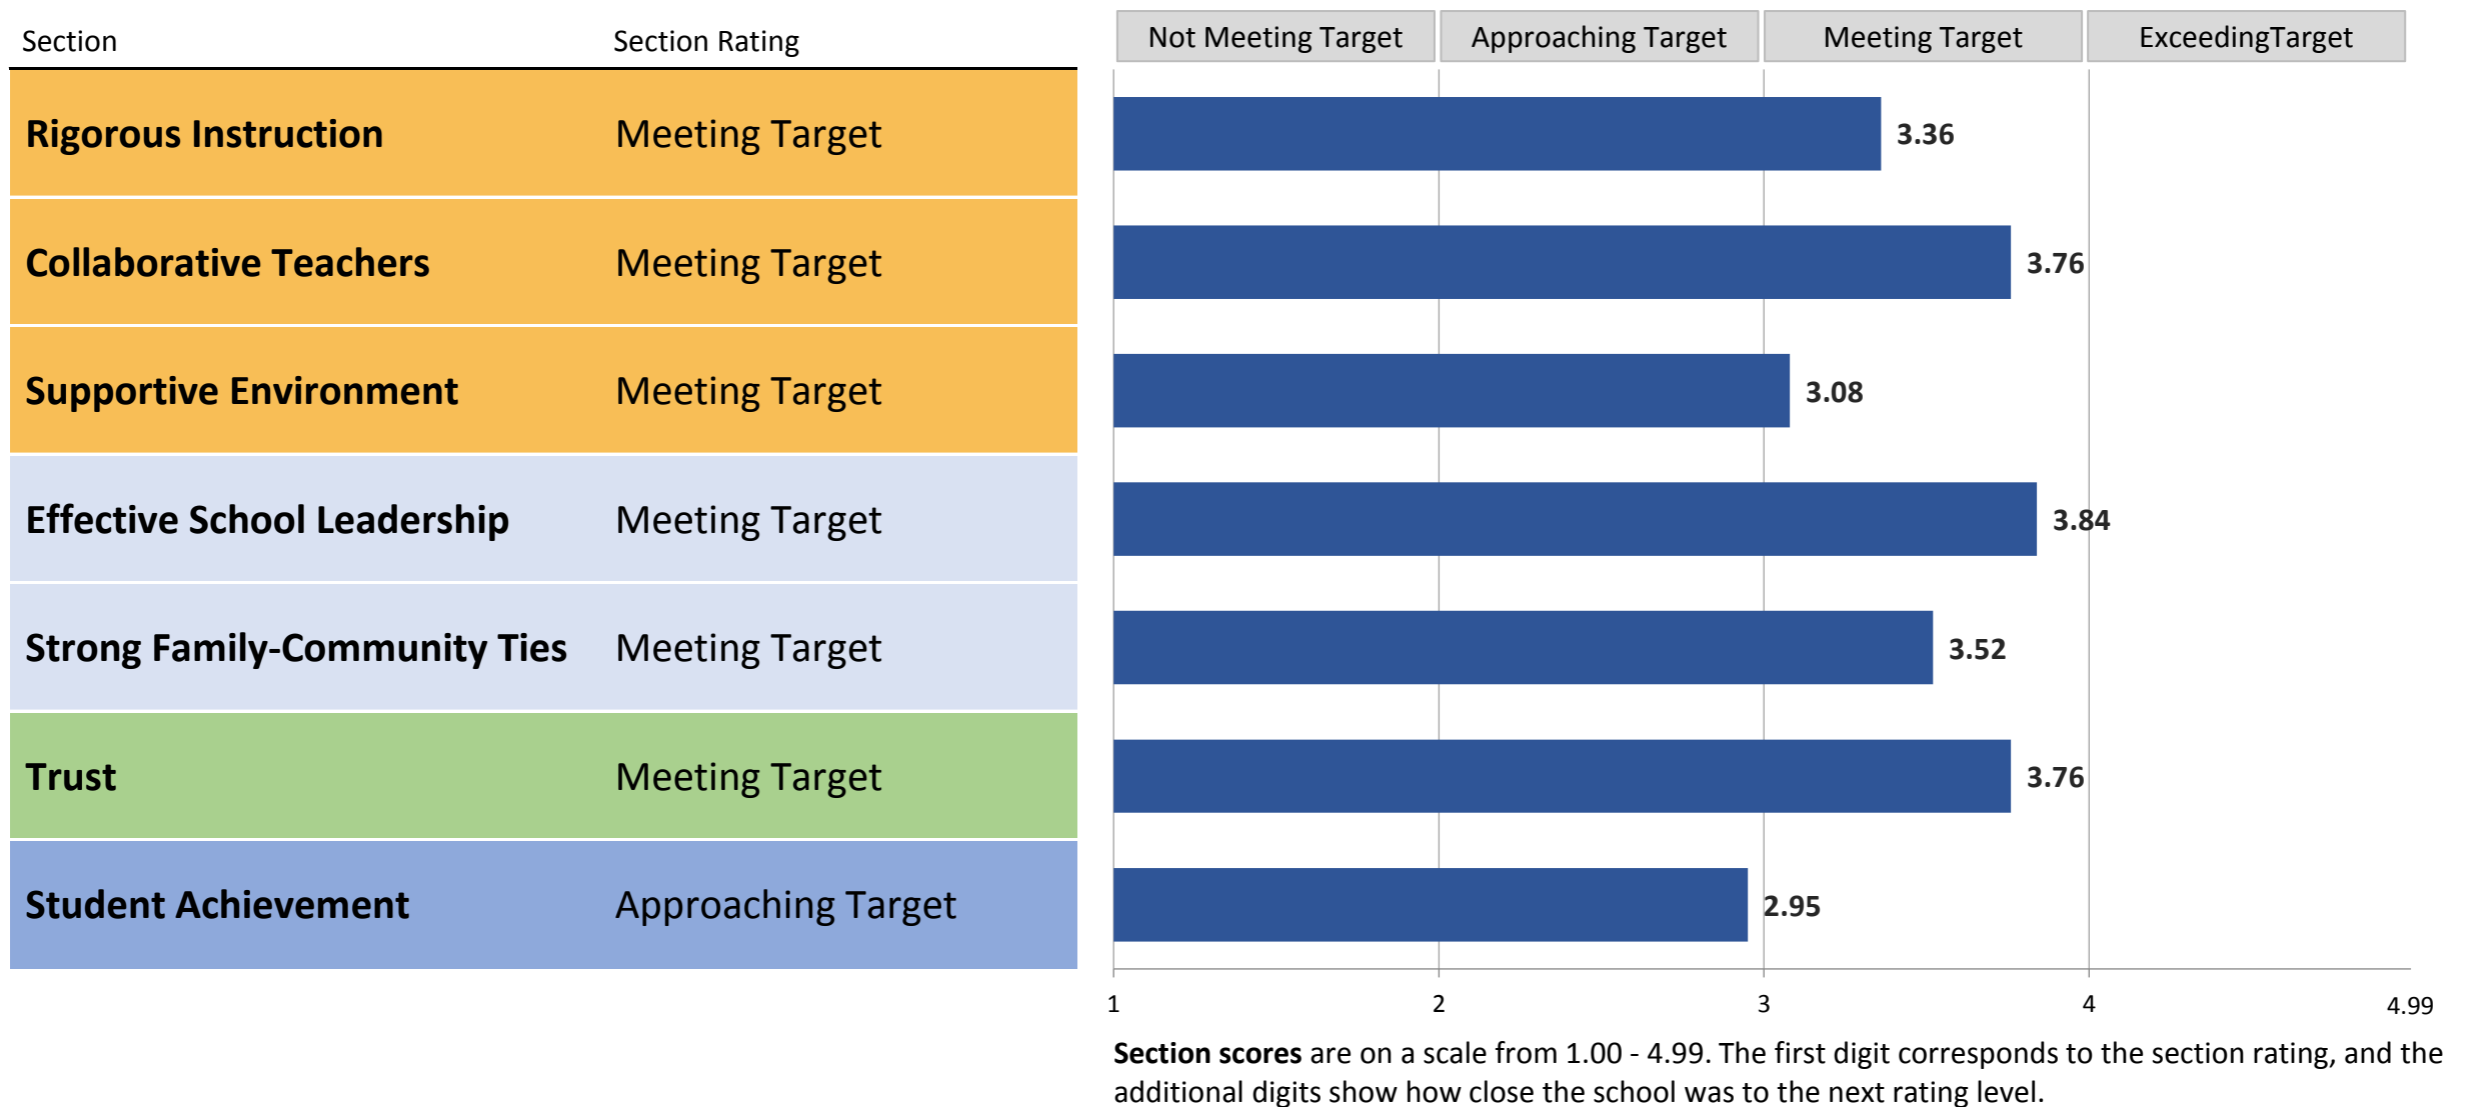 Section Section Rating Not Meeting Target Approaching Target Meeting Target ExceedingTarget
Rigorous Instruction Meeting Target 3.36
Collaborative Teachers Meeting Target 3.76
Supportive Environment Meeting Target 3.08
Effective School Leadership Meeting Target 3.84
Strong Family-Community Ties Meeting Target 3.52
Trust Meeting Target 3.76
Student Achievement Approaching Target 2.95
1 2 3 4 4.99
Section scores are on a scale from 1.00 - 4.99. The first digit corresponds to the section rating, and the
additional digits show how close the school was to the next rating level.